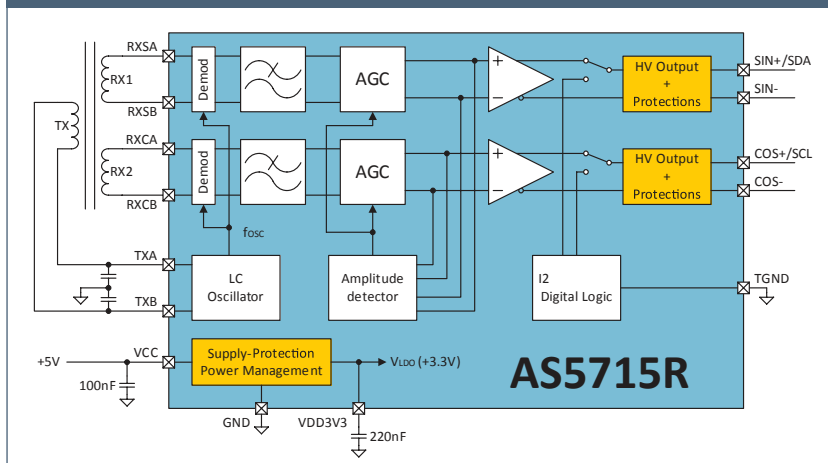 RXSA
RX1
RXSB
TX
RXCA
RX2
RXCB
Demod
AGC
+
−
HV Output
+
Protections
SIN+/SDA
SIN-
Demod
AGC
+
−
HV Output
+
Protections
COS+/SCL
COS-
fOSC
TXA
TXB
LC
Oscillator
Amplitude
detector
I2
Digital Logic
TGND
+5V
VCC
100nF
Supply-Protection
Power Management
VLDO (+3.3V)
AS5715R
GND
VDD3V3
220nF